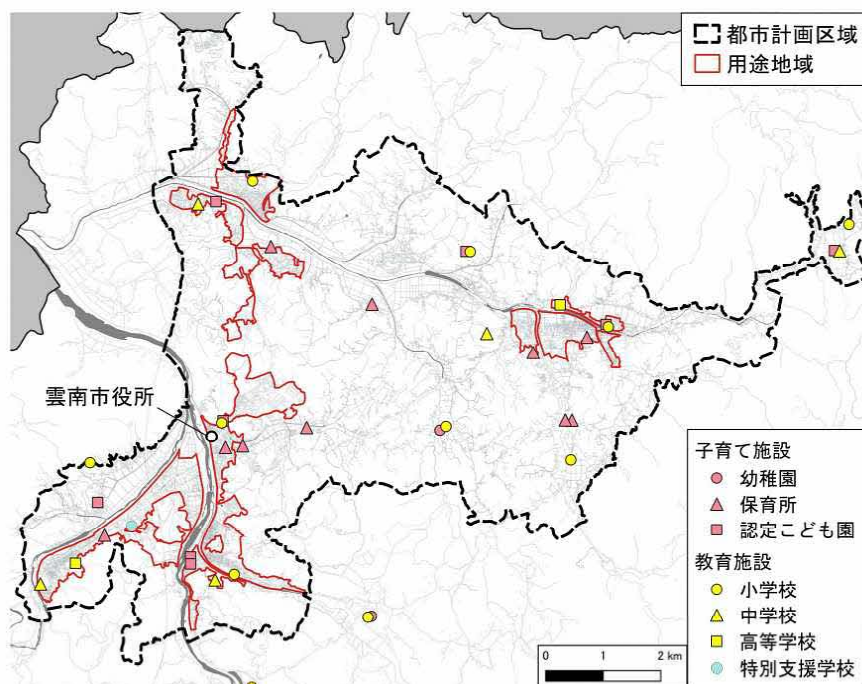 都市計画区域
用途地域
雲南市役所
子育て施設
幼稚園
保育所
認定こども園
教育施設
小学校
中学校
高等学校
特別支援学校
0 1 2 km